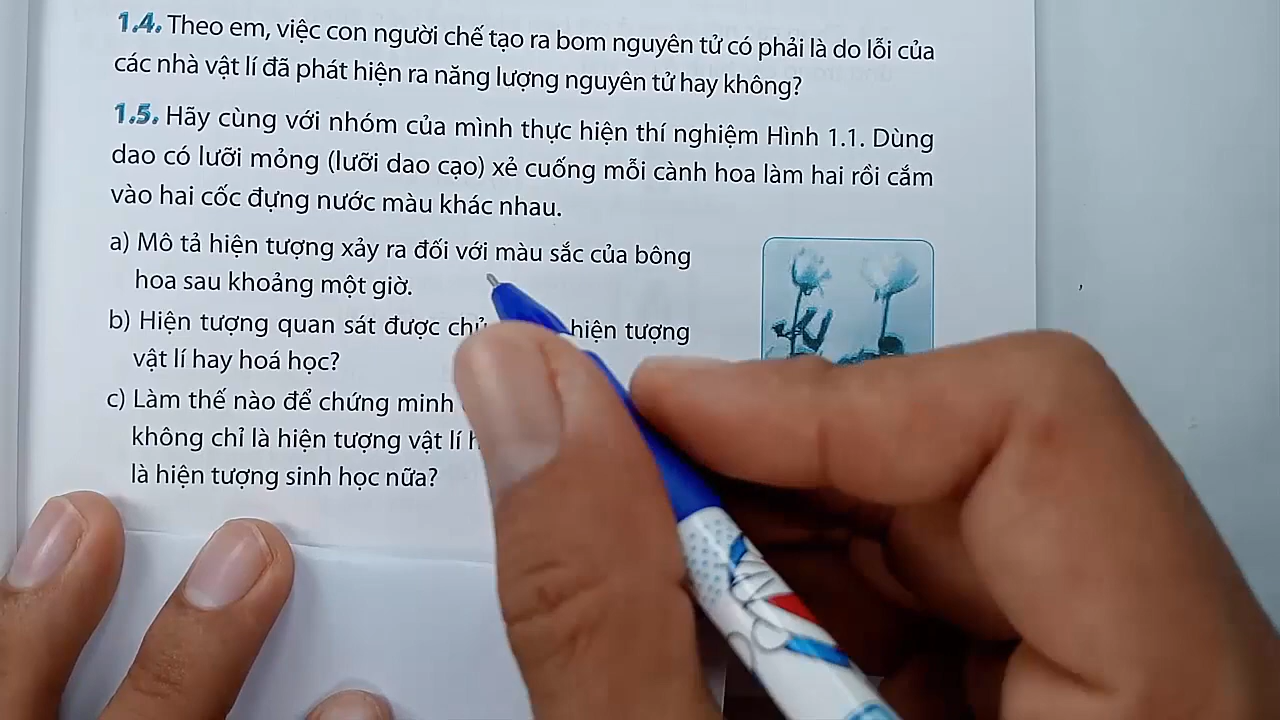 1.4. Theo em, việc con người chế tạo ra bom nguyên tử có phải là do lỗi của
các nhà vật lí đã phát hiện ra năng lượng nguyên tử hay không?
1.5. Hãy cùng với nhóm của mình thực hiện thí nghiệm Hình 1.1. Dùng
dao có lưỡi mỏng (lưỡi dao cạo) xẻ cuống mỗi cành hoa làm hai rồi cắm
vào hai cốc đựng nước màu khác nhau.
a) Mô tả hiện tượng xảy ra đối với màu sắc của bông
hoa sau khoảng một giờ.
b) Hiện tượng quan sát được hiện tượng
vật lí hay hoá học?
c) Làm thế nào để chứng minh
không chỉ là hiện tượng vật lí
là hiện tượng sinh học nữa?